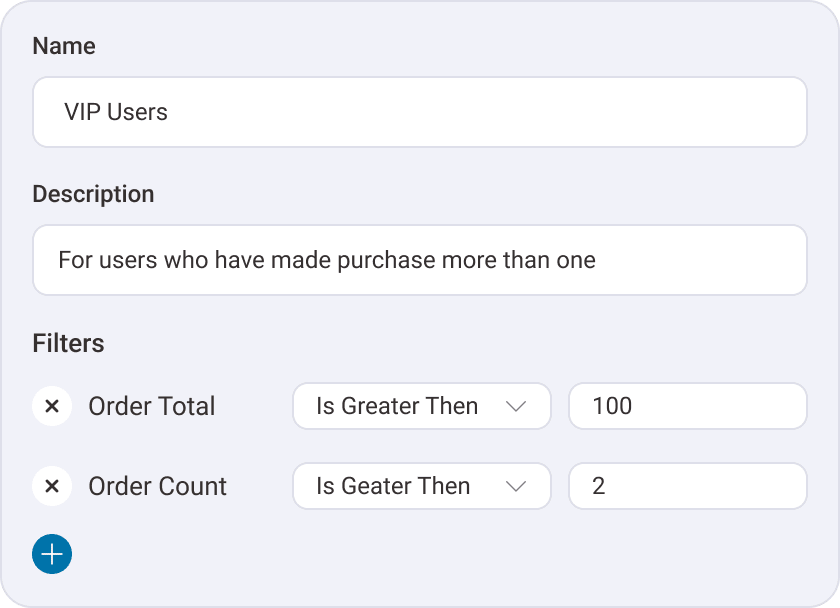 Name
VIP Users
Description
For users who have made purchase more than one
Filters
Order Total Is Greater Then 100
Order Count Is Geater Then 2